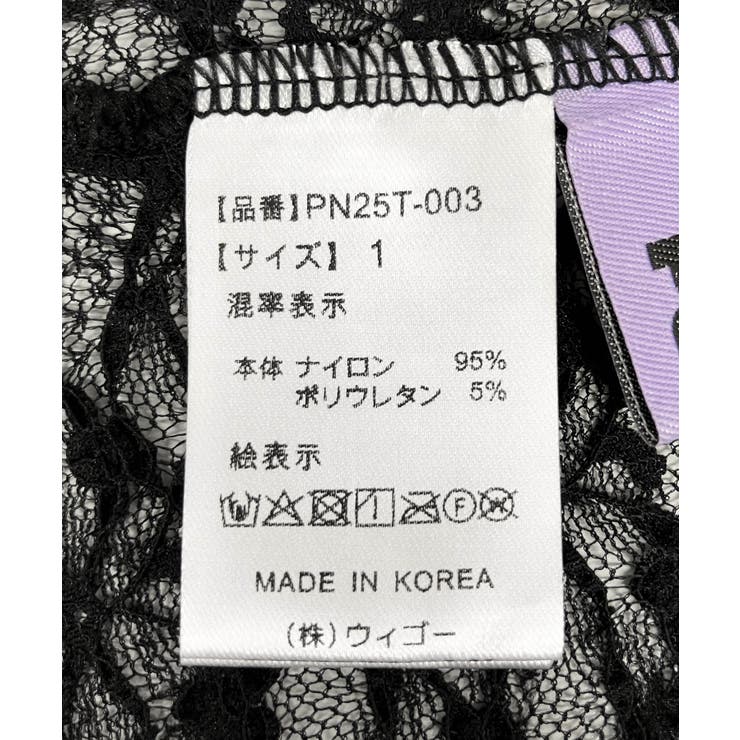 【品番】PN25T-003
【サイズ】 1
混率表示
本体 ナイロン 95%
ポリウレタン 5%
絵表示
MADE IN KOREA
(株)ウィゴー